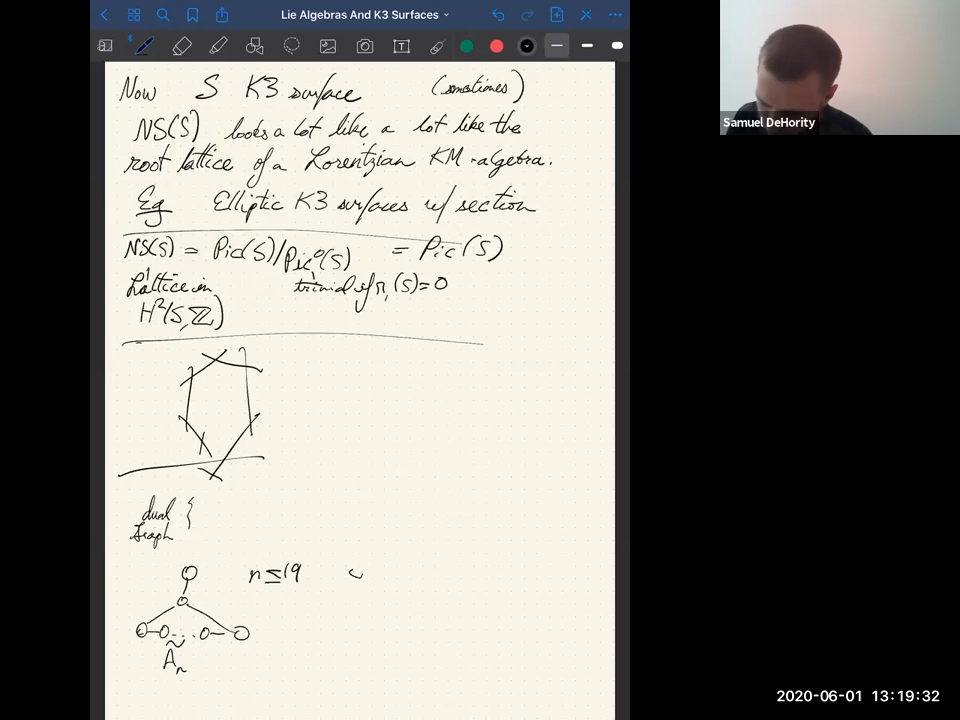 Lie Algebras And K3 Surfaces
Now S K3 surface (sometimes)
NS(S) looks a lot like a lot like the
root lattice of a Lorentzian KM-algebra.
Eg Elliptic K3 surfaces w/ section
NS(S) = Pic(S)/Pic⁰(S) = Pic(S)
Lattice in trivial if π₁(S)=0
H²(S,ℤ)
dual
graph
n≤19
Ãₙ
Samuel DeHority
2020-06-01 13:19:32